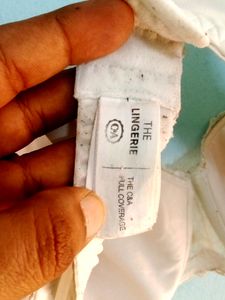 THE
LINGERIE
C&A
THE C&A
FULL COVERAGE